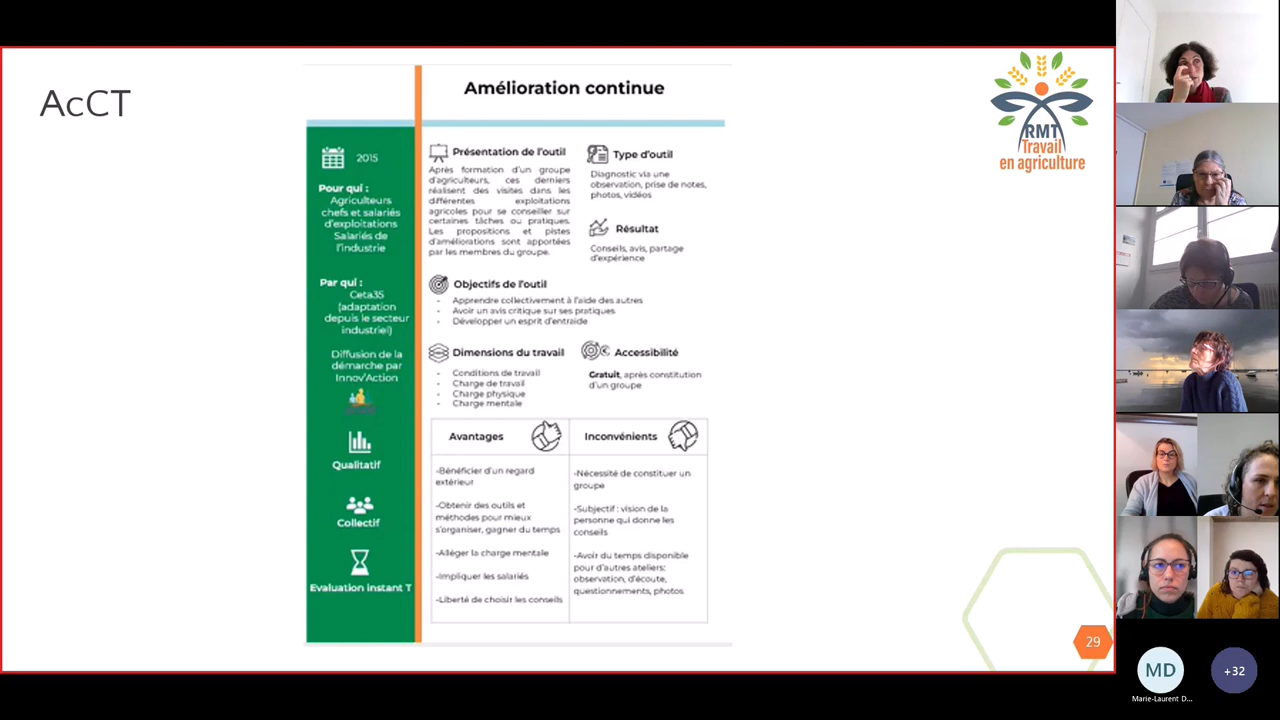 AcCT
Amélioration continue
2015
Pour qui :
Agriculteurs
chefs et salariés
d'exploitations
Salariés de
l'industrie
Par qui :
Ceta35
(adaptation
depuis le secteur
industriel)
Diffusion de la
démarche par
Innov'Action
Qualitatif
Collectif
Evaluation instant T
Présentation de l'outil
Après formation d'un groupe
d'agriculteurs, ces derniers
réalisent des visites dans les
différentes exploitations
agricoles pour se conseiller sur
certaines tâches ou pratiques.
Les propositions et pistes
d'améliorations sont apportées
par les membres du groupe.
Type d'outil
Diagnostic via une
observation, prise de notes,
photos, vidéos
Résultat
Conseils, avis, partage
d'expérience
Objectifs de l'outil
- Apprendre collectivement à l'aide des autres
- Avoir un avis critique sur ses pratiques
- Développer un esprit d'entraide
Dimensions du travail
- Conditions de travail
- Charge de travail
- Charge physique
- Charge mentale
Accessibilité
Gratuit, après constitution
d'un groupe
Avantages
-Bénéficier d'un regard
extérieur
-Obtenir des outils et
méthodes pour mieux
s'organiser, gagner du temps
-Alléger la charge mentale
-Impliquer les salariés
-Liberté de choisir les conseils
Inconvénients
-Nécessité de constituer un
groupe
-Subjectif : vision de la
personne qui donne les
conseils
-Avoir du temps disponible
pour d'autres ateliers:
observation, d'écoute,
questionnements, photos
RMT
Travail
en agriculture
29
MD
Marie-Laurent D...
+32